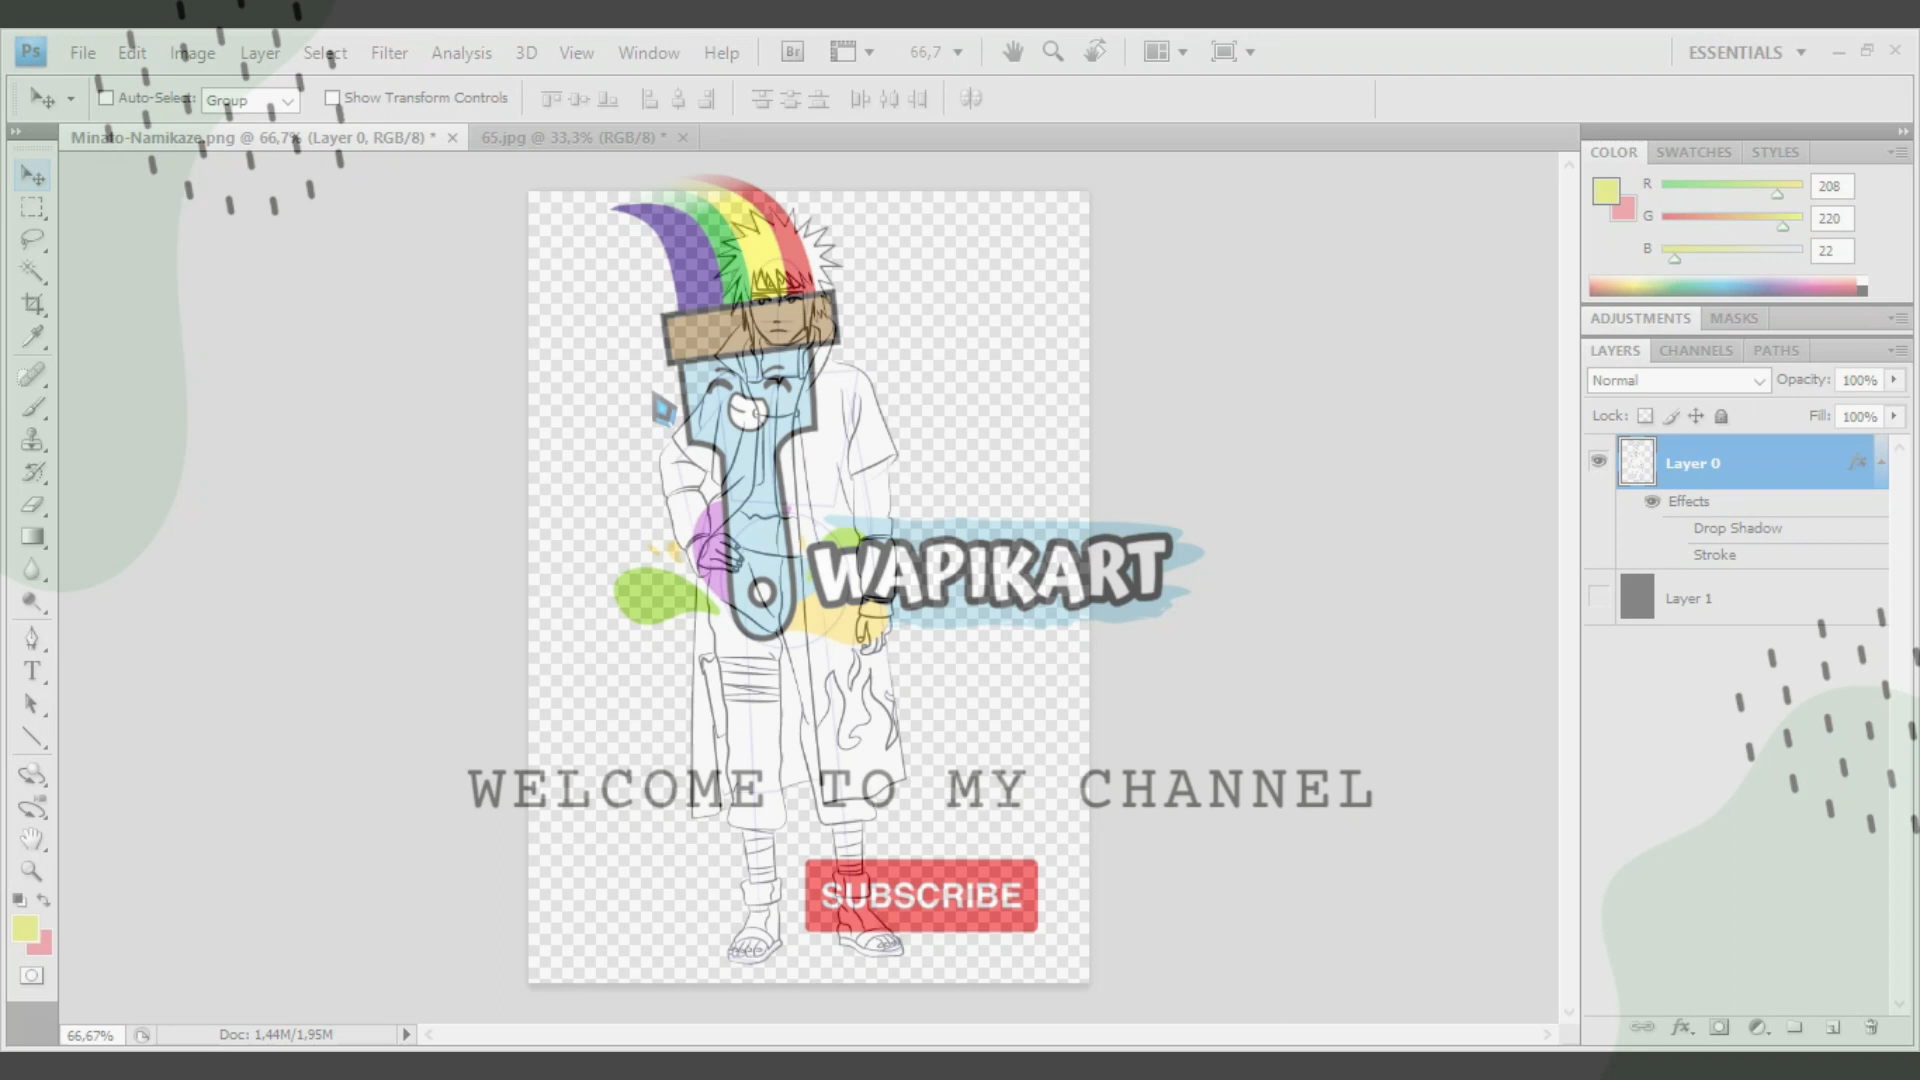 Ps File Edit Image Layer Select Filter Analysis 3D View Window Help Br 66,7 ESSENTIALS
Auto-Select: Group Show Transform Controls
Minato-Namikaze.png @ 66,7% (Layer 0, RGB/8) * 65.jpg @ 33,3% (RGB/8) *
COLOR SWATCHES STYLES
R 208
G 220
B 22
ADJUSTMENTS MASKS
LAYERS CHANNELS PATHS
Normal Opacity: 100%
Lock: Fill: 100%
Layer 0 fx
Effects
Drop Shadow
Stroke
Layer 1
WAPIKART
WELCOME TO MY CHANNEL
SUBSCRIBE
66,67% Doc: 1,44M/1,95M